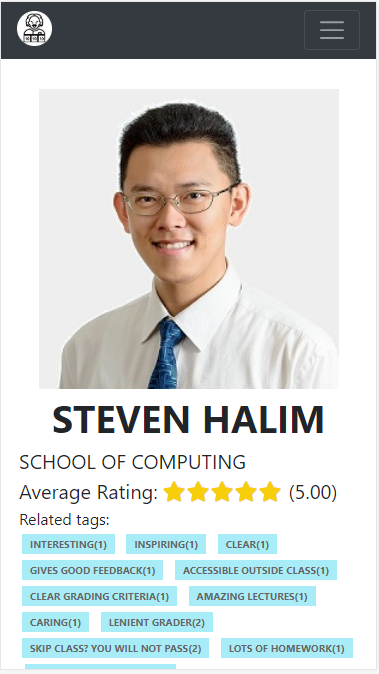 STEVEN HALIM
SCHOOL OF COMPUTING
Average Rating: (5.00)
Related tags:
INTERESTING(1) INSPIRING(1) CLEAR(1)
GIVES GOOD FEEDBACK(1) ACCESSIBLE OUTSIDE CLASS(1)
CLEAR GRADING CRITERIA(1) AMAZING LECTURES(1)
CARING(1) LENIENT GRADER(2)
SKIP CLASS? YOU WILL NOT PASS(2) LOTS OF HOMEWORK(1)